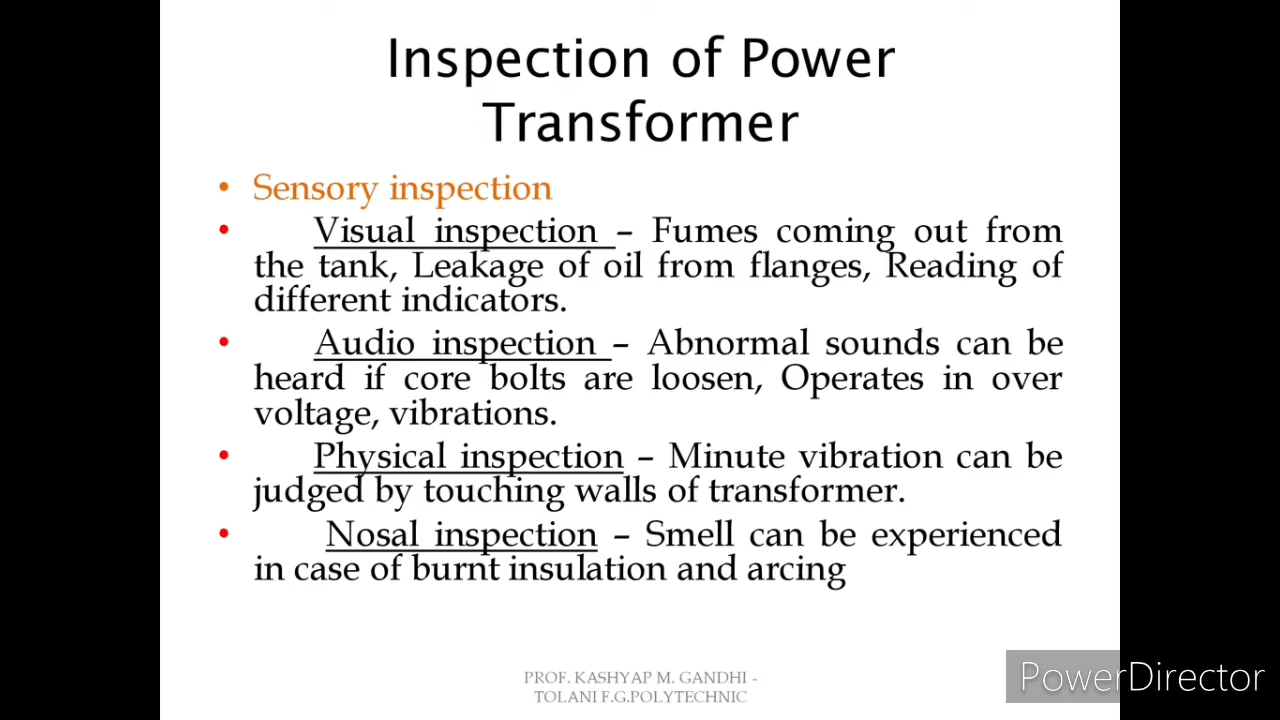 Inspection of Power
Transformer
• Sensory inspection
• Visual inspection – Fumes coming out from
the tank, Leakage of oil from flanges, Reading of
different indicators.
• Audio inspection – Abnormal sounds can be
heard if core bolts are loosen, Operates in over
voltage, vibrations.
• Physical inspection – Minute vibration can be
judged by touching walls of transformer.
• Nosal inspection – Smell can be experienced
in case of burnt insulation and arcing
PROF. KASHYAP M. GANDHI -
TOLANI F.G.POLYTECHNIC
PowerDirector